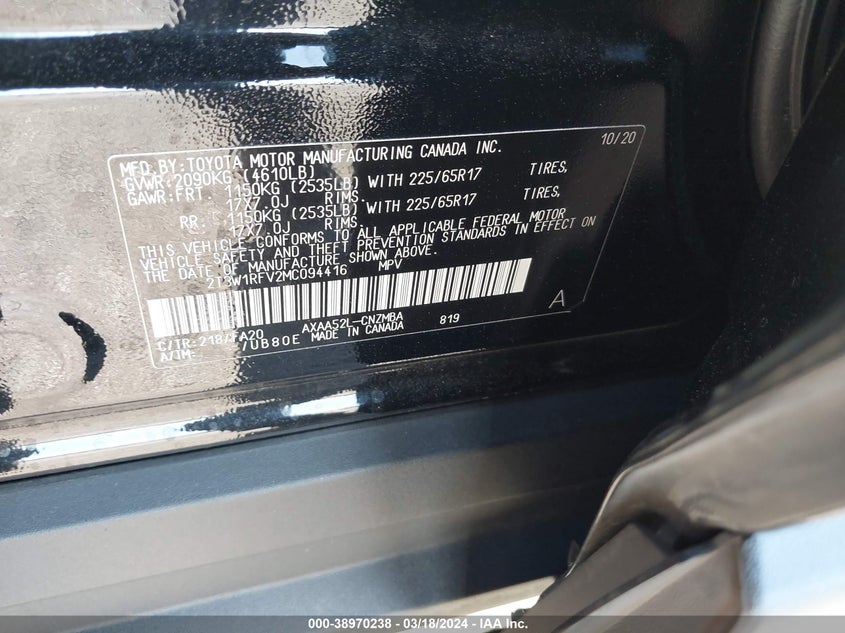 MFD.BY:TOYOTA MOTOR MANUFACTURING CANADA INC. 10/20
GVWR:2090KG (4610LB)
GAWR:FRT 1150KG (2535LB) WITH 225/65R17 TIRES,
17X7.0J RIMS.
RR: 1150KG (2535LB) WITH 225/65R17 TIRES,
17X7.0J RIMS.
THIS VEHICLE CONFORMS TO ALL APPLICABLE FEDERAL MOTOR
VEHICLE SAFETY AND THEFT PREVENTION STANDARDS IN EFFECT ON
THE DATE OF MANUFACTURE SHOWN ABOVE.
2T3W1RFV2MC094416 MPV
A
C/TR:218/FA20 AXAA52L-CNZMBA 819
A/TM: /UB80E MADE IN CANADA
000-38970238 - 03/18/2024 - IAA Inc.